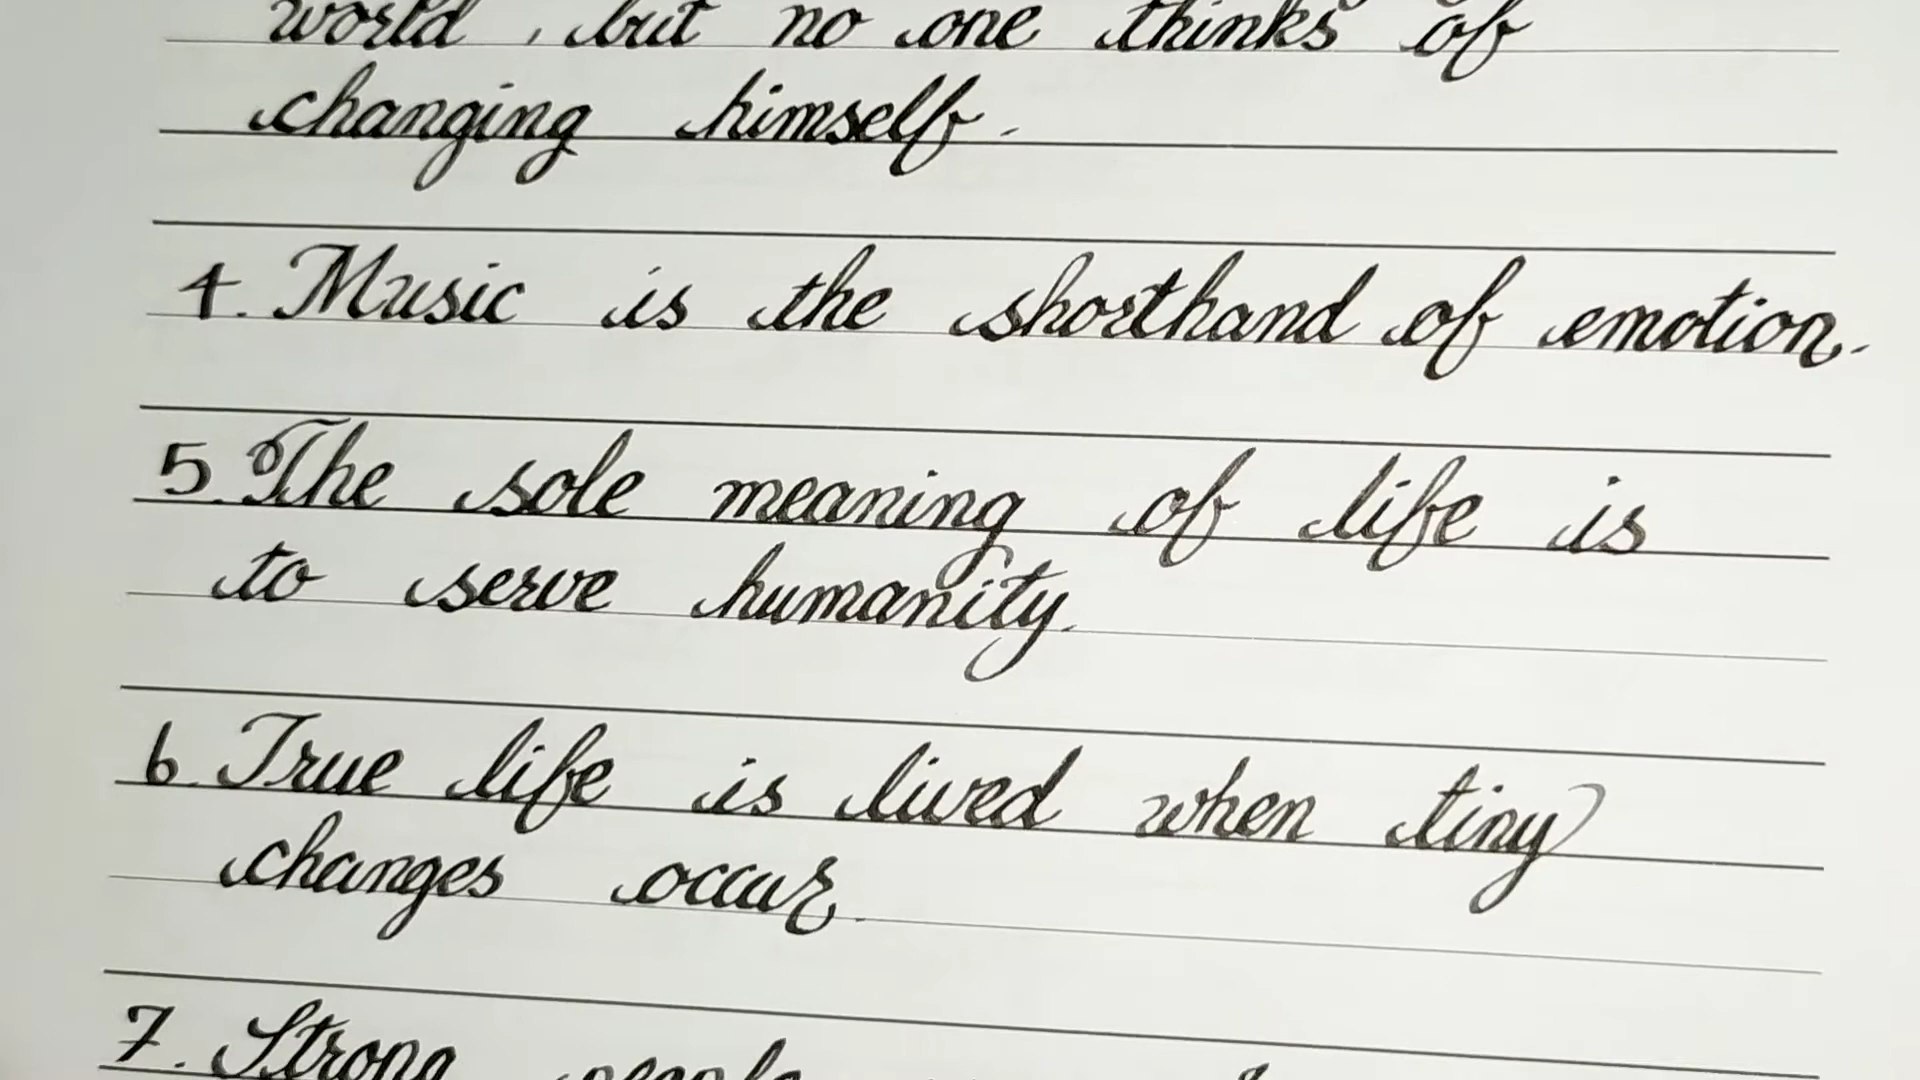 world, but no one thinks of
changing himself.
4. Music is the shorthand of emotion.
5. The sole meaning of life is
to serve humanity.
6. True life is lived when tiny
changes occur.
7. Strong people